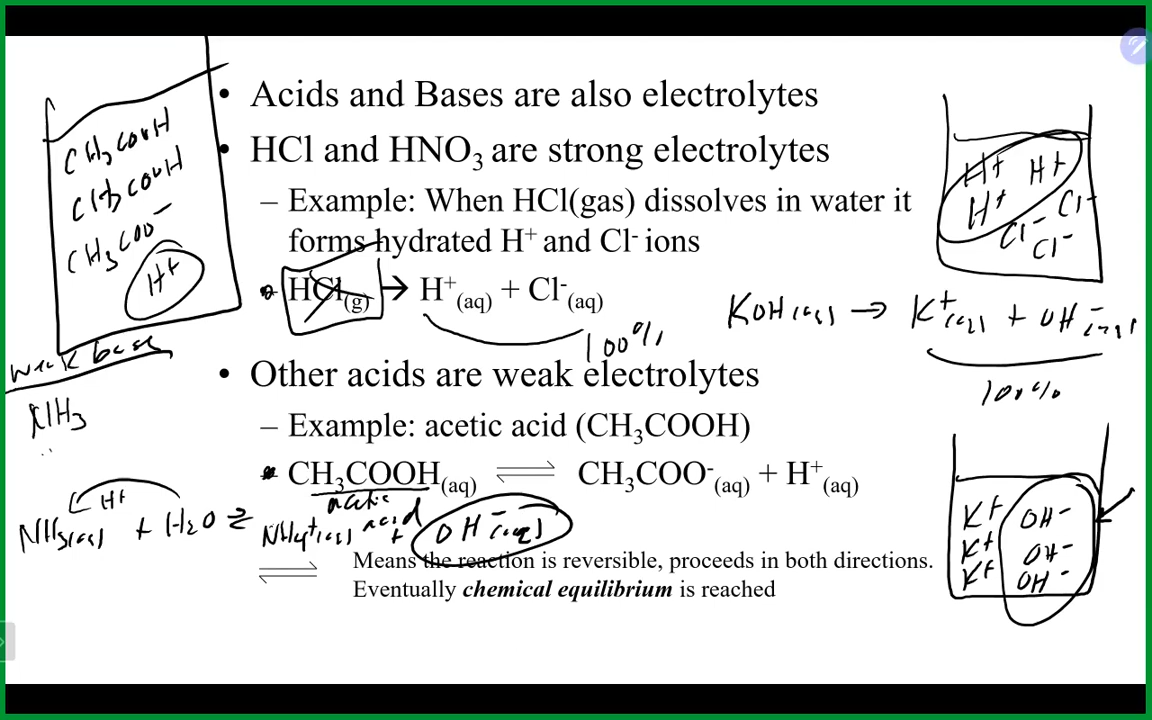 • Acids and Bases are also electrolytes
• HCl and HNO₃ are strong electrolytes
– Example: When HCl(gas) dissolves in water it
forms hydrated H⁺ and Cl⁻ ions
• HCl(g) → H⁺(aq) + Cl⁻(aq)
100%
• Other acids are weak electrolytes
– Example: acetic acid (CH₃COOH)
• CH₃COOH(aq) ⇌ CH₃COO⁻(aq) + H⁺(aq)
acetic
acid
⇌ Means the reaction is reversible, proceeds in both directions.
Eventually chemical equilibrium is reached
CH₃COOH
CH₃COOH
CH₃COO⁻
H⁺
weak base
NH₃
H⁺
NH₃(aq) + H₂O ⇌ NH₄⁺(aq) + OH⁻(aq)
H⁺ H⁺
H⁺ Cl⁻
Cl⁻
Cl⁻
KOH(aq) → K⁺(aq) + OH⁻(aq)
100%
K⁺ OH⁻
K⁺ OH⁻
K⁺ OH⁻